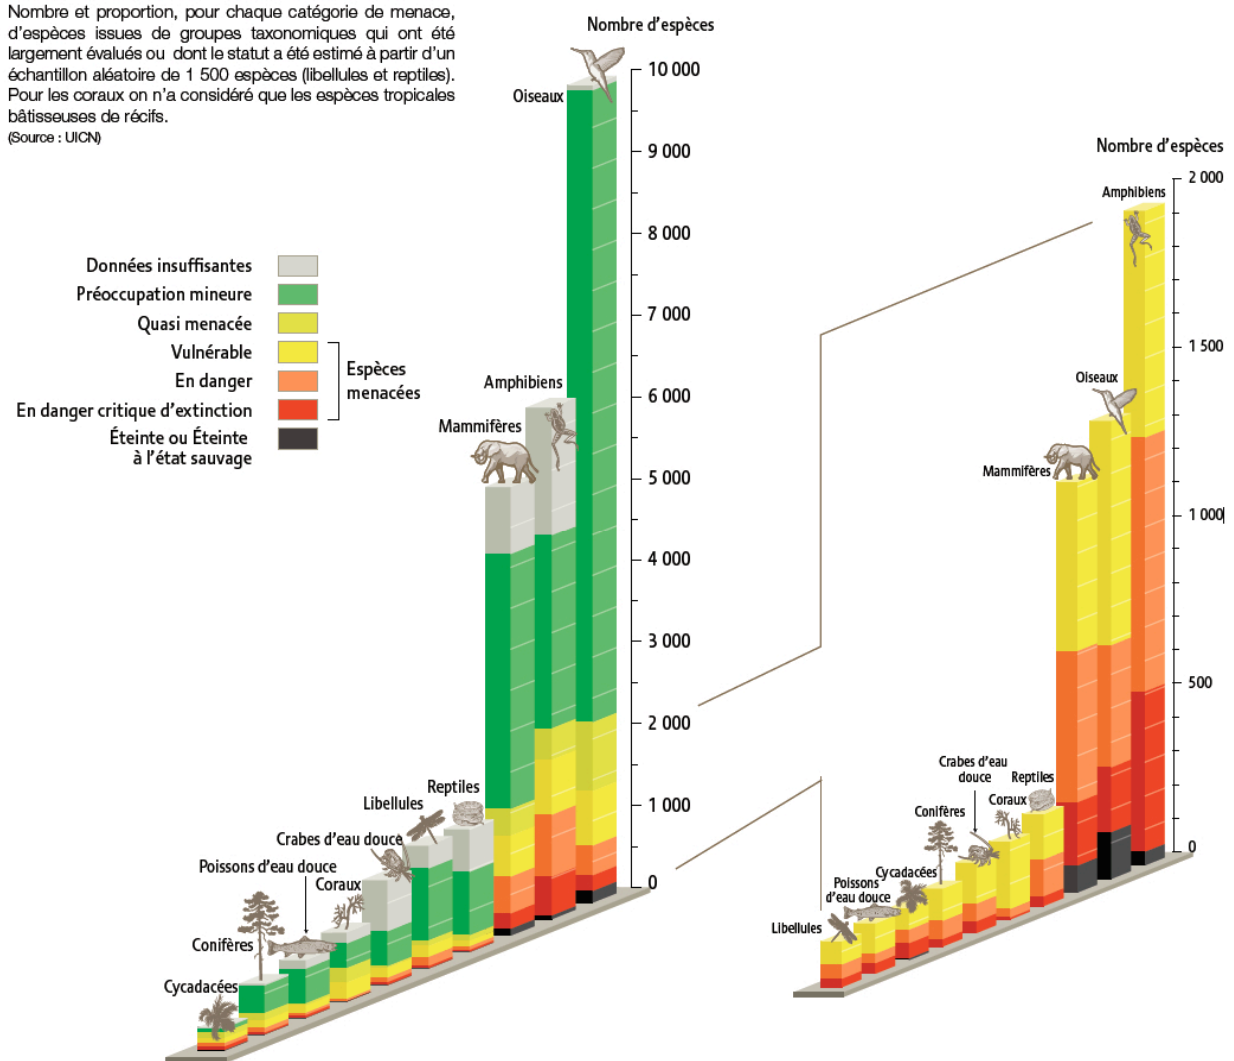 Nombre et proportion, pour chaque catégorie de menace,
d'espèces issues de groupes taxonomiques qui ont été
largement évalués ou dont le statut a été estimé à partir d'un
échantillon aléatoire de 1 500 espèces (libellules et reptiles).
Pour les coraux on n'a considéré que les espèces tropicales
bâtisseuses de récifs.
(Source : UICN)
Données insuffisantes
Préoccupation mineure
Quasi menacée
Vulnérable
En danger
En danger critique d'extinction
Espèces
menacées
Éteinte ou Éteinte
à l'état sauvage
Nombre d'espèces
10 000
9 000
8 000
7 000
6 000
5 000
4 000
3 000
2 000
1 000
0
Oiseaux
Amphibiens
Mammifères
Reptiles
Libellules
Crabes d'eau douce
Poissons d'eau douce
Coraux
Conifères
Cycadacées
Nombre d'espèces
2 000
1 500
1 000
500
0
Amphibiens
Oiseaux
Mammifères
Crabes d'eau
douce
Reptiles
Coraux
Conifères
Cycadacées
Poissons
d'eau douce
Libellules